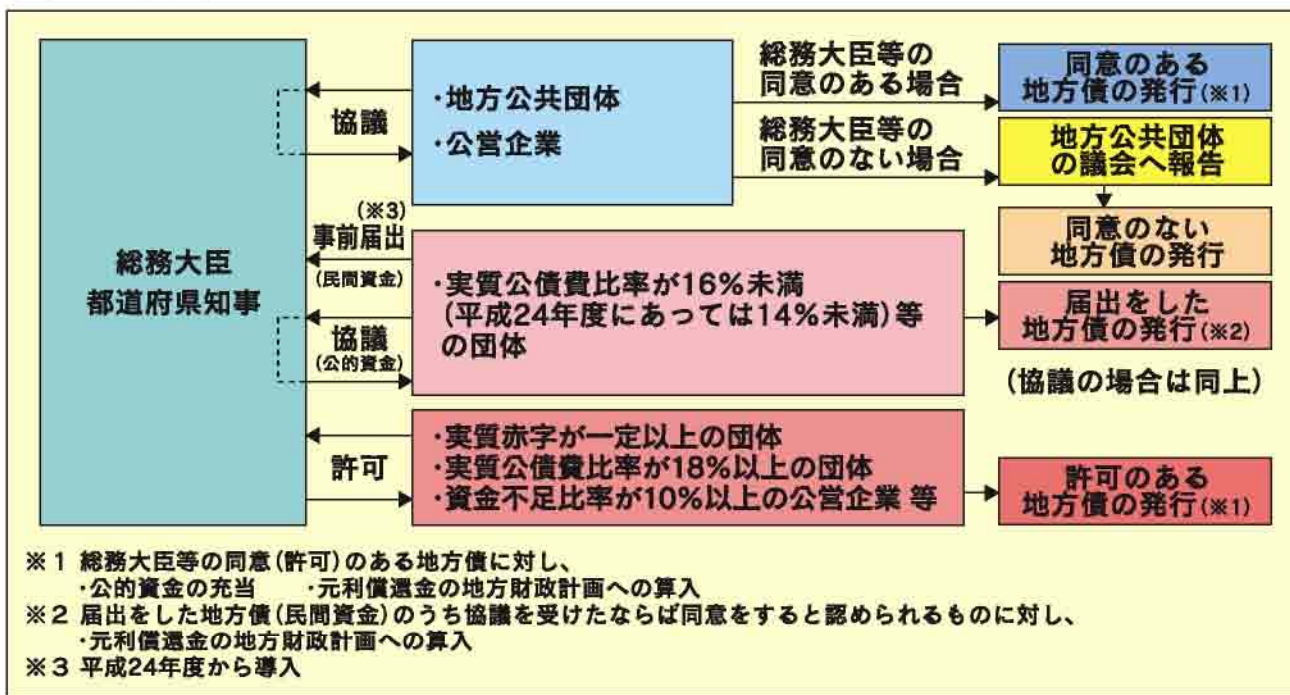 総務大臣
都道府県知事
協議
・地方公共団体
・公営企業
総務大臣等の
同意のある場合
同意のある
地方債の発行(※1)
総務大臣等の
同意のない場合
地方公共団体
の議会へ報告
同意のない
地方債の発行
(※3)
事前届出
(民間資金)
協議
(公的資金)
・実質公債費比率が16%未満
(平成24年度にあっては14%未満)等
の団体
届出をした
地方債の発行(※2)
(協議の場合は同上)
許可
・実質赤字が一定以上の団体
・実質公債費比率が18%以上の団体
・資金不足比率が10%以上の公営企業 等
許可のある
地方債の発行(※1)
※1 総務大臣等の同意(許可)のある地方債に対し、
・公的資金の充当 ・元利償還金の地方財政計画への算入
※2 届出をした地方債(民間資金)のうち協議を受けたならば同意をすると認められるものに対し、
・元利償還金の地方財政計画への算入
※3 平成24年度から導入